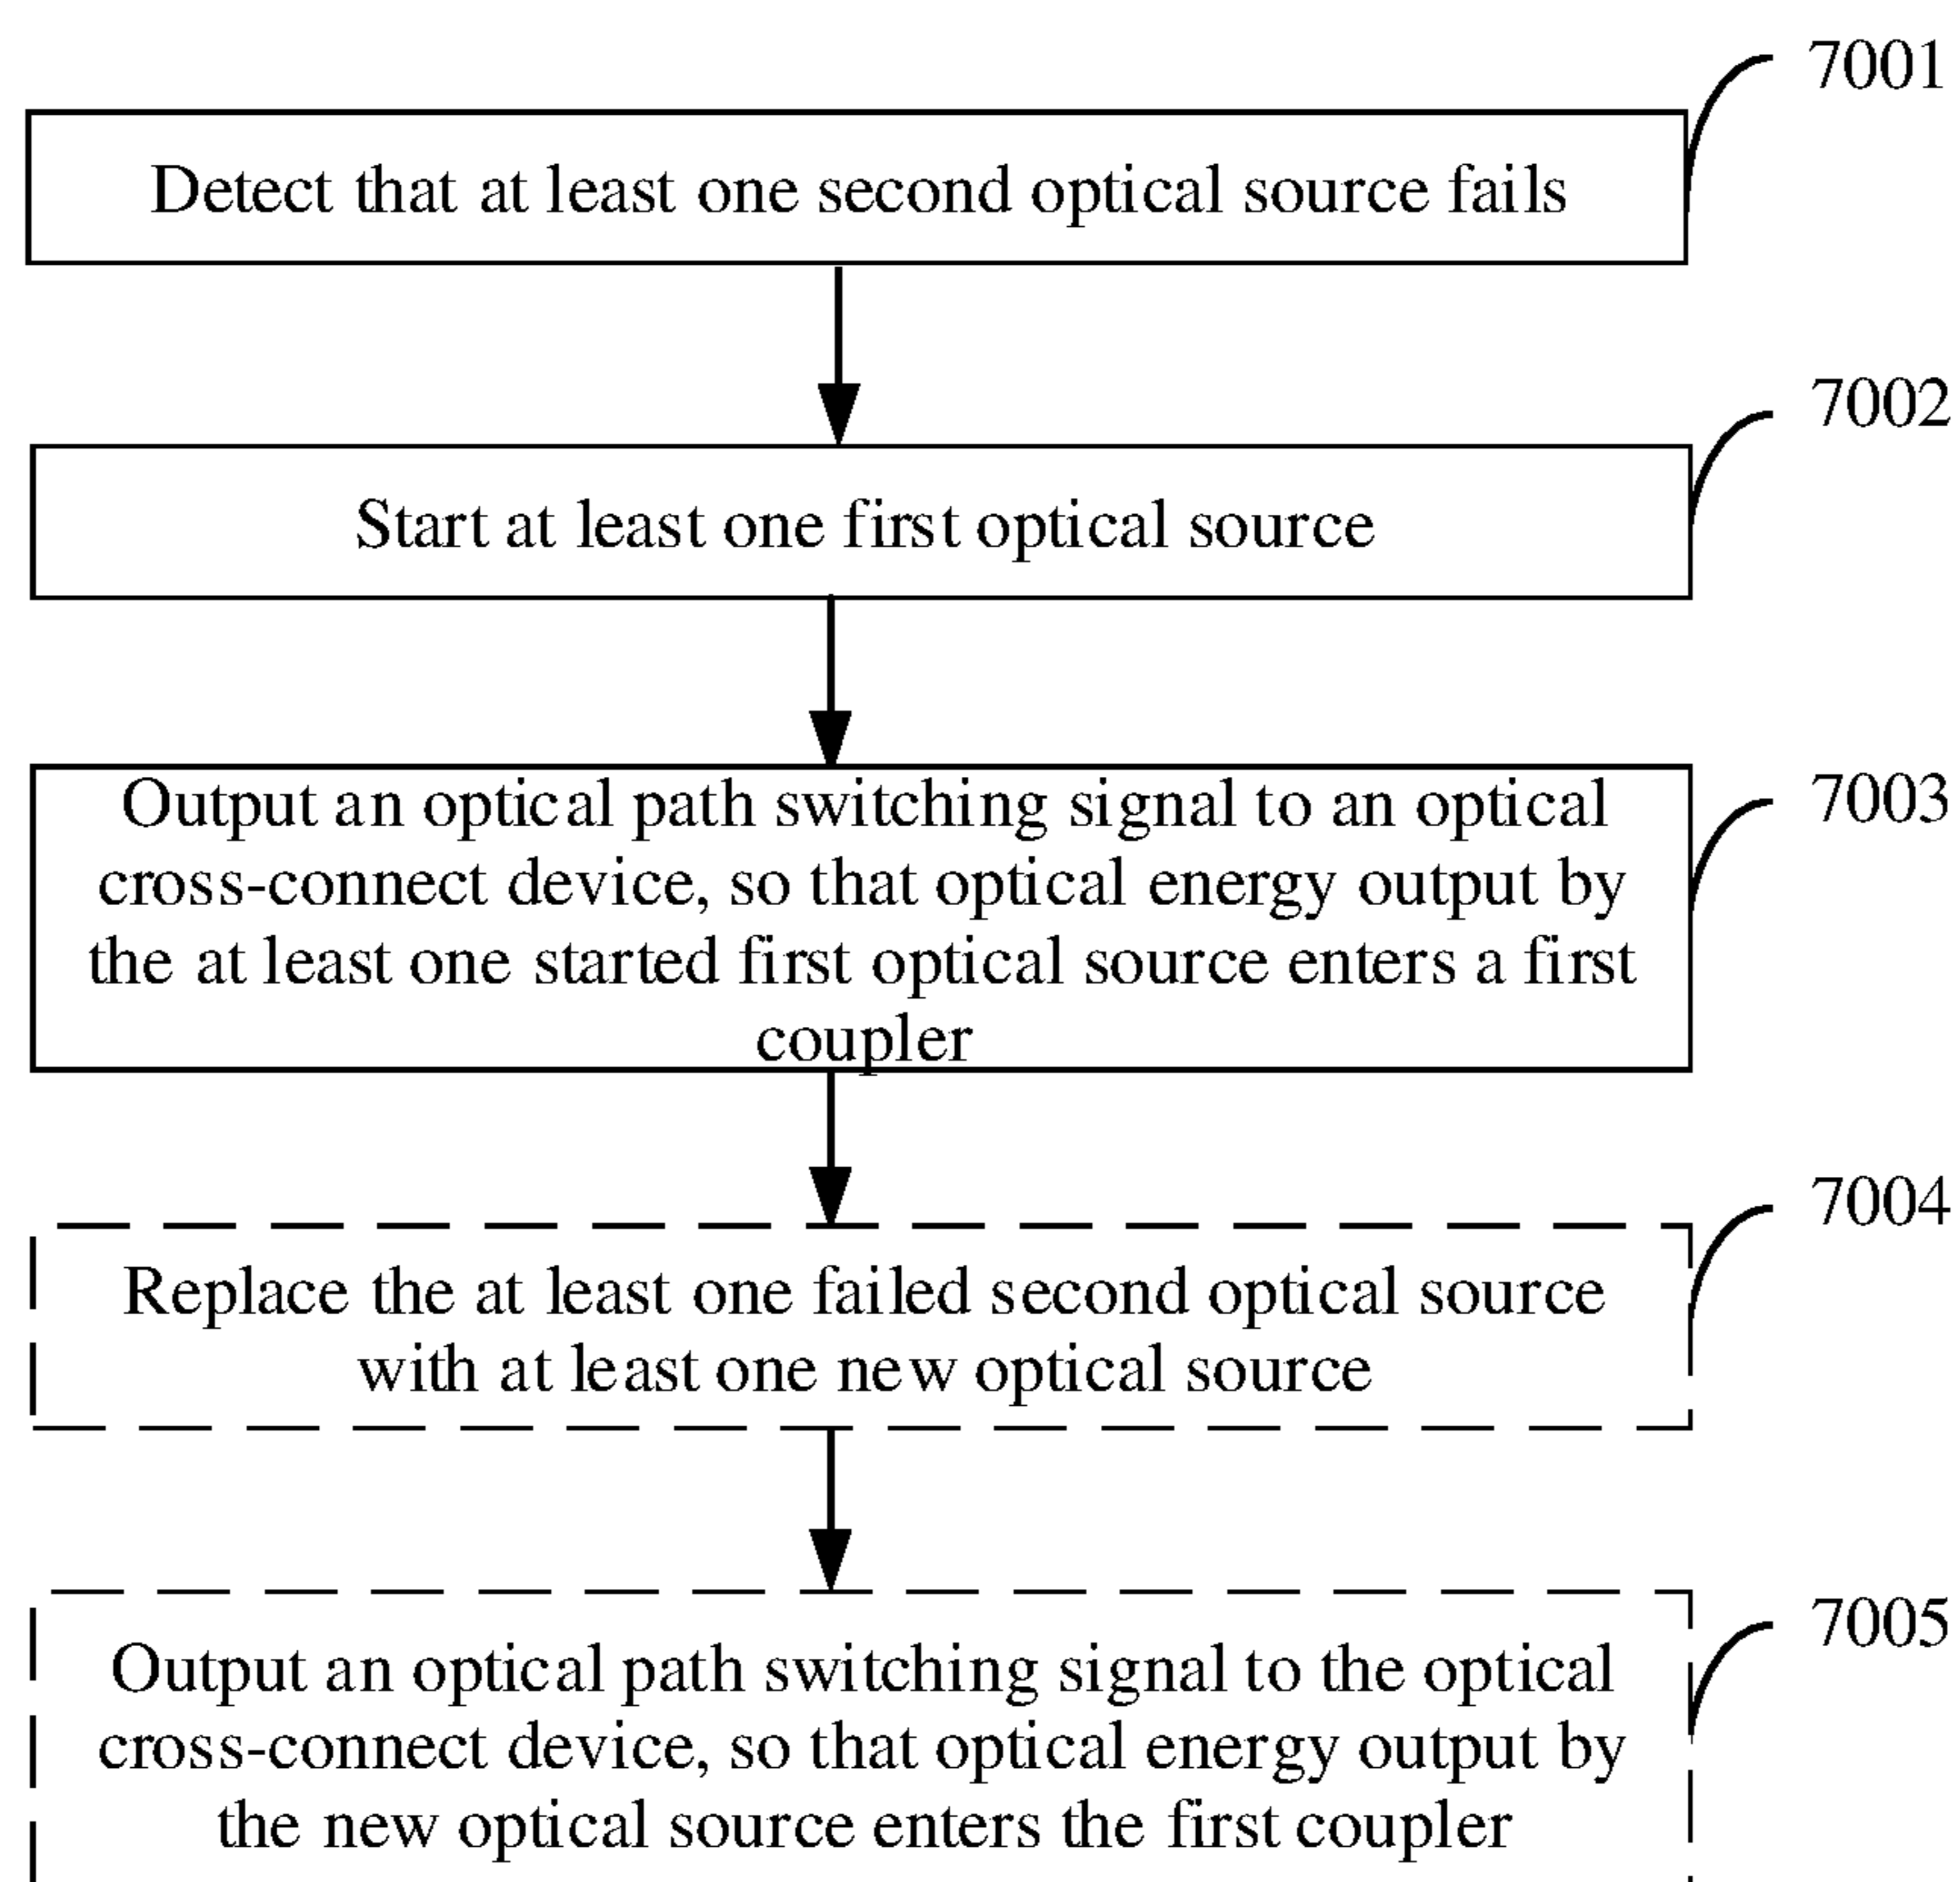 7001
Detect that at least one second optical source fails
7002
Start at least one first optical source
7003
Output an optical path switching signal to an optical
cross-connect device, so that optical energy output by
the at least one started first optical source enters a first
coupler
7004
Replace the at least one failed second optical source
with at least one new optical source
7005
Output an optical path switching signal to the optical
cross-connect device, so that optical energy output by
the new optical source enters the first coupler